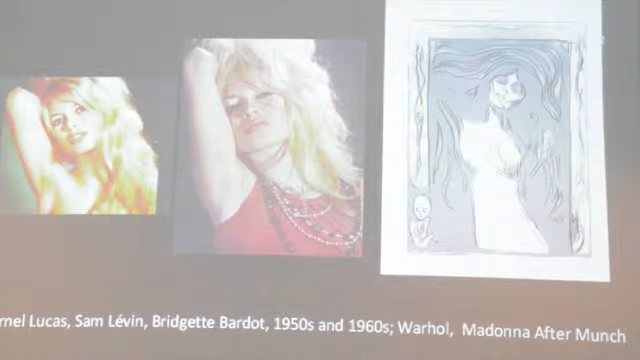 rnel Lucas, Sam Lévin, Bridgette Bardot, 1950s and 1960s; Warhol, Madonna After Munch